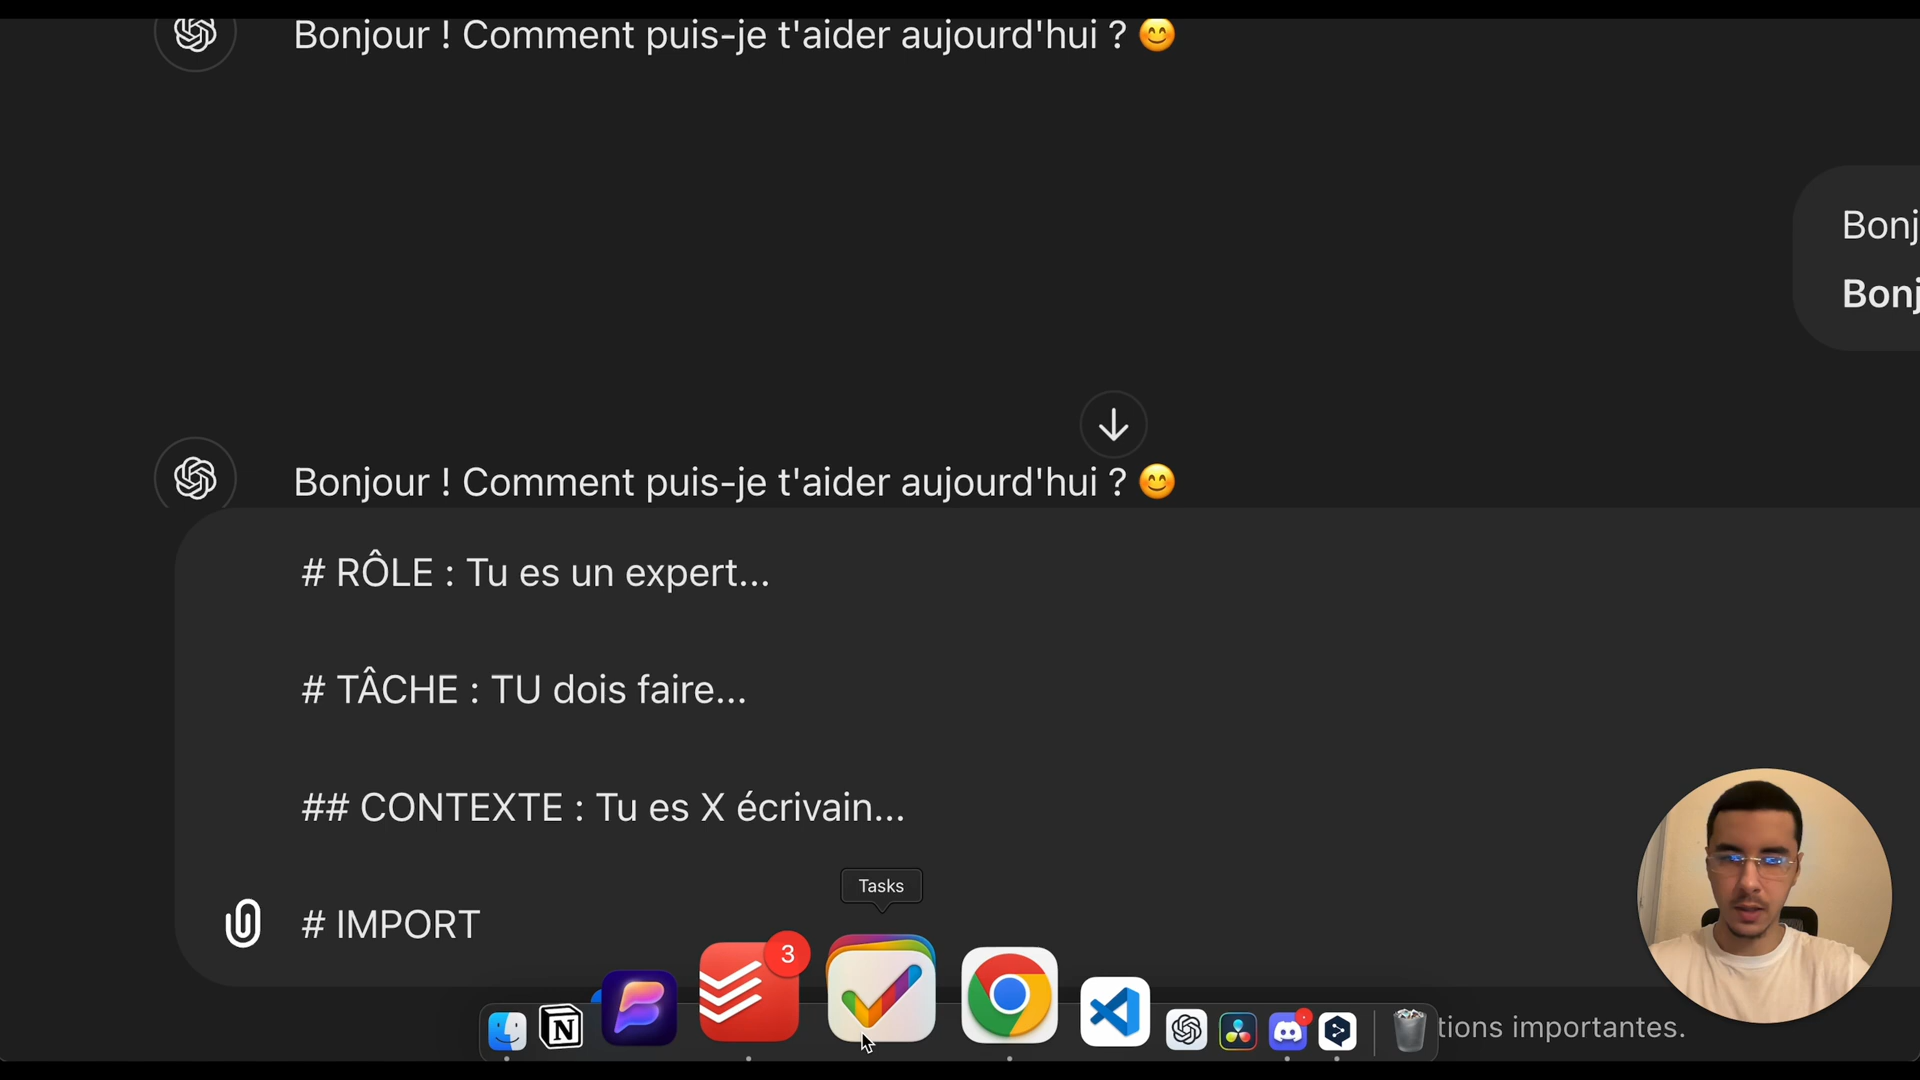 Bonjour ! Comment puis-je t'aider aujourd'hui ? 😊
Bonj
Bonj
Bonjour ! Comment puis-je t'aider aujourd'hui ? 😊
# RÔLE : Tu es un expert...
# TÂCHE : TU dois faire...
## CONTEXTE : Tu es X écrivain...
Tasks
# IMPORT
3
tions importantes.